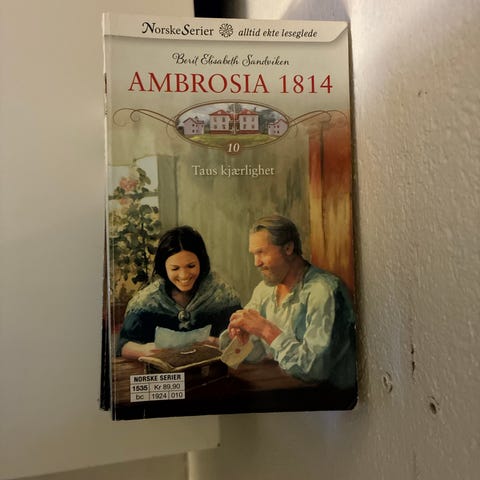 NorskeSerier alltid ekte leseglede
Berit Elisabeth Sandviken
AMBROSIA 1814
10
Taus kjærlighet
NORSKE SERIER
1535 Kr 89,90
bc 1924 010